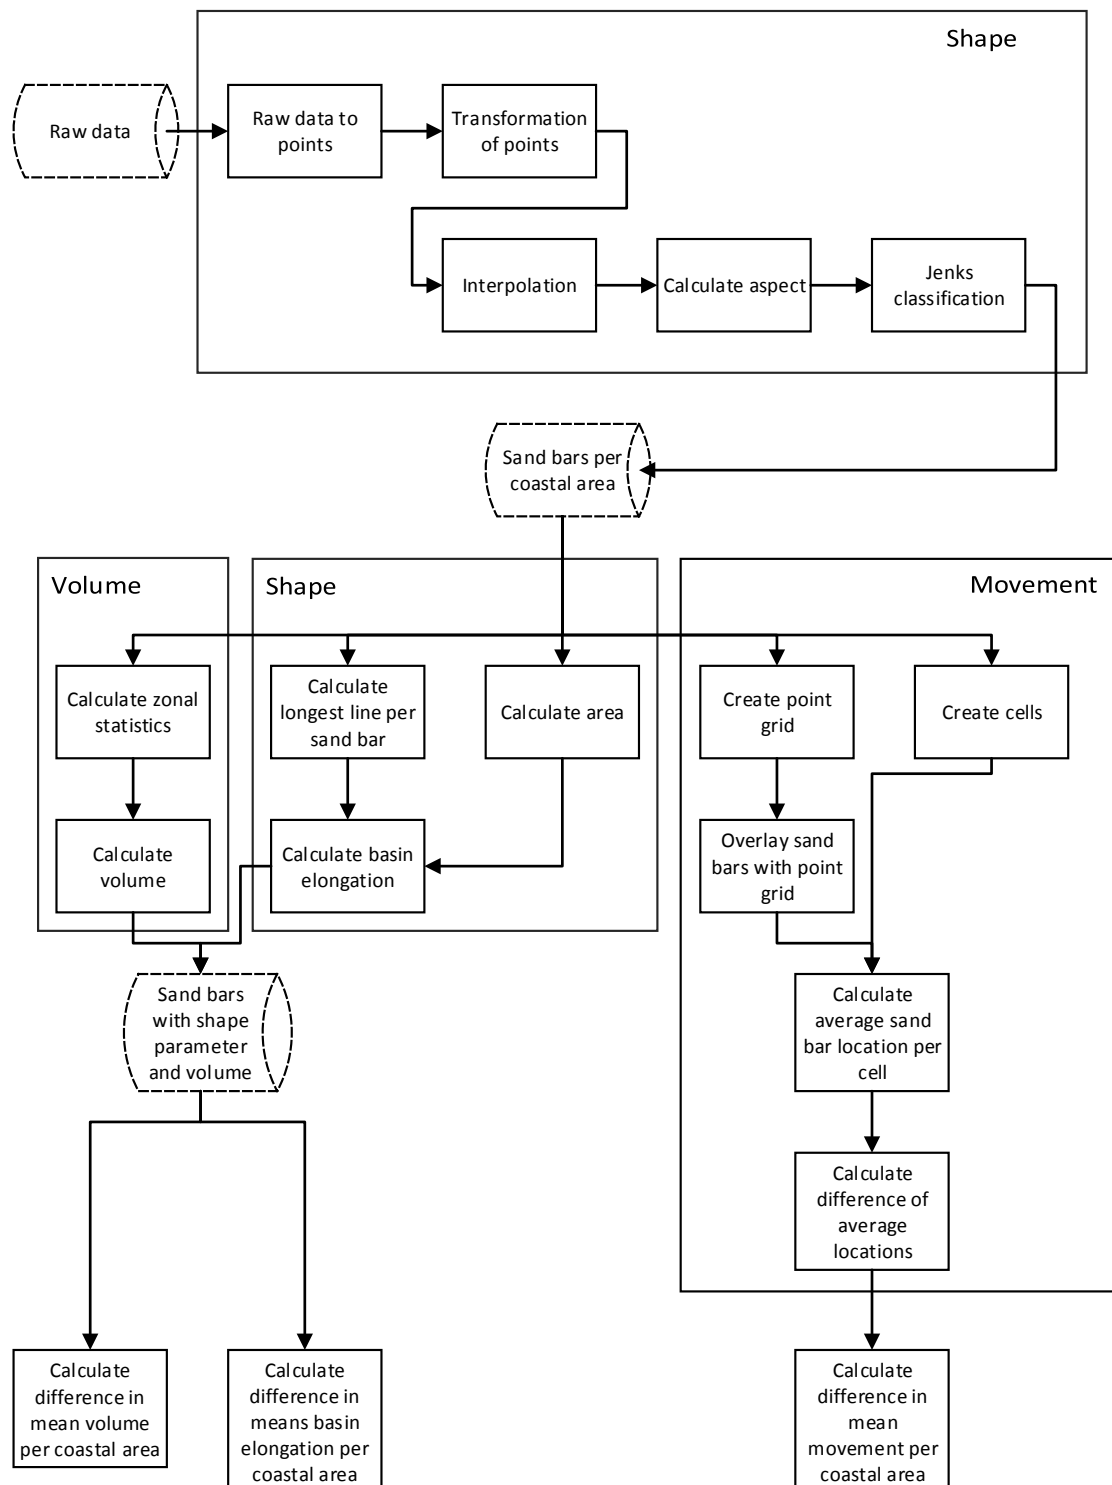 Shape
Raw data
Raw data to
points
Transformation
of points
Interpolation
Calculate aspect
Jenks
classification
Sand bars per
coastal area
Volume
Shape
Movement
Calculate zonal
statistics
Calculate
longest line per
sand bar
Calculate area
Create point
grid
Create cells
Calculate
volume
Calculate basin
elongation
Overlay sand
bars with point
grid
Sand bars
with shape
parameter
and volume
Calculate
average sand
bar location per
cell
Calculate
difference of
average
locations
Calculate
difference in
mean volume
per coastal area
Calculate
difference in
means basin
elongation per
coastal area
Calculate
difference in
mean
movement per
coastal area